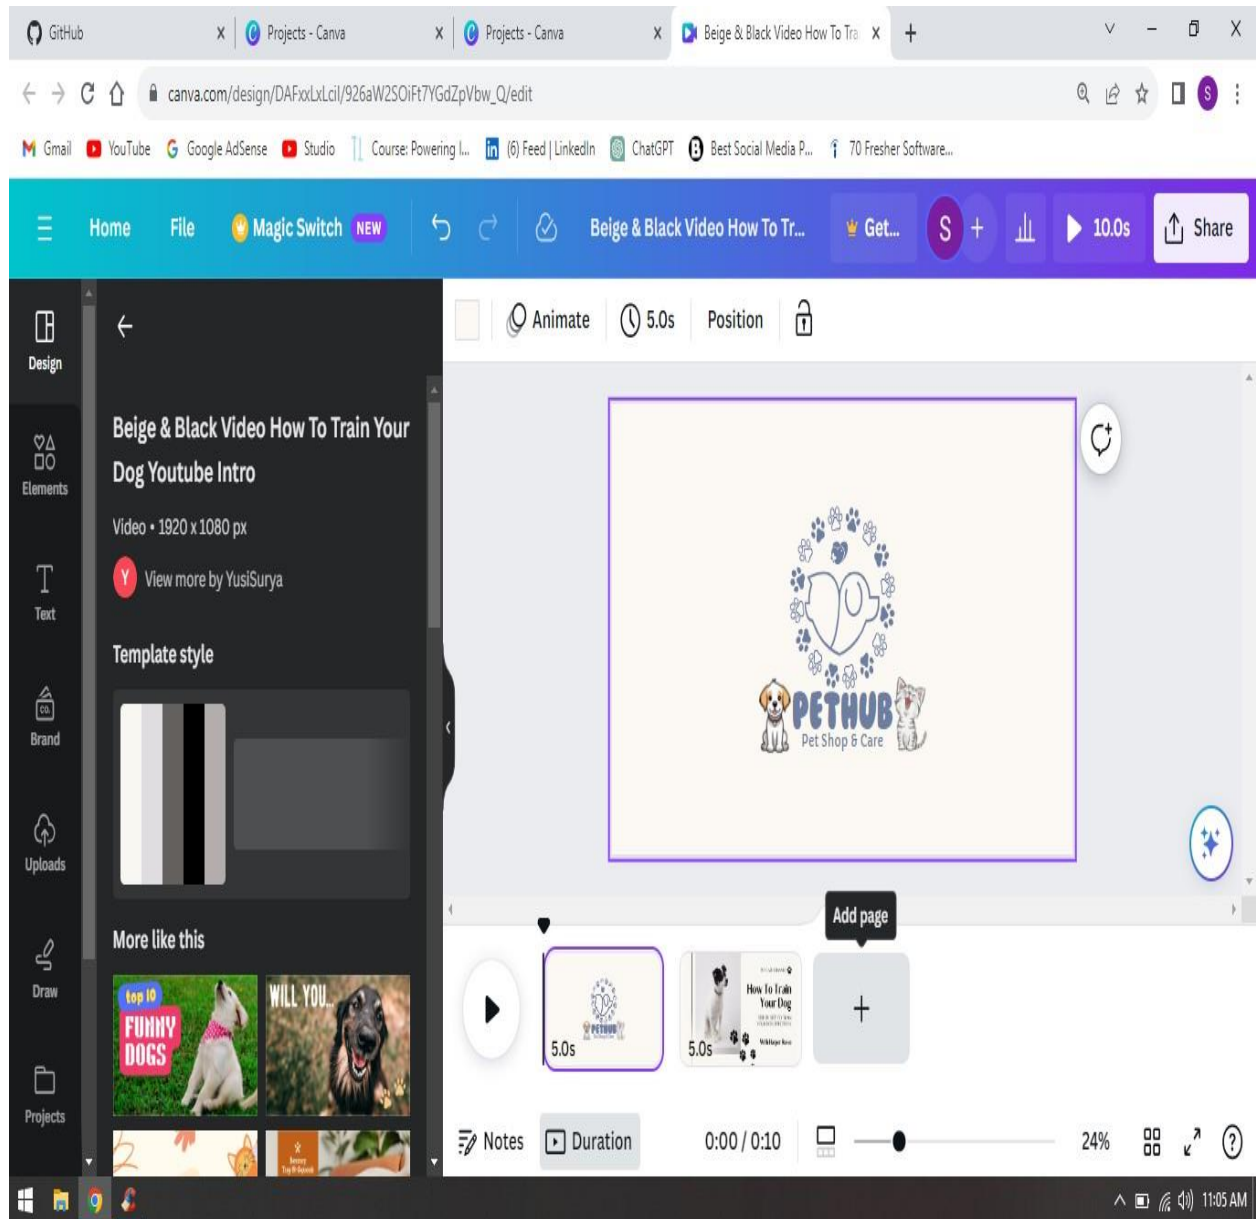 GitHub
Projects - Canva
Projects - Canva
Beige & Black Video How To Tra
canva.com/design/DAFxxLxLciI/926aW2SOiFt7YGdZpVbw_Q/edit
S
Gmail YouTube Google AdSense Studio Course: Powering I... (6) Feed | LinkedIn ChatGPT Best Social Media P... 70 Fresher Software...
Home File Magic Switch NEW Beige & Black Video How To Tr... Get... S 10.0s Share
Design
Elements
Text
CO.
Brand
Uploads
Draw
Projects
Beige & Black Video How To Train Your
Dog Youtube Intro
Video • 1920 x 1080 px
Y View more by YusiSurya
Template style
More like this
top 10
FUNNY
DOGS
WILL YOU...
Animate 5.0s Position
PETHUB
Pet Shop & Care
Add page
PETHUB
5.0s
How To Train
Your Dog
5.0s
Notes Duration 0:00 / 0:10 24%
11:05 AM